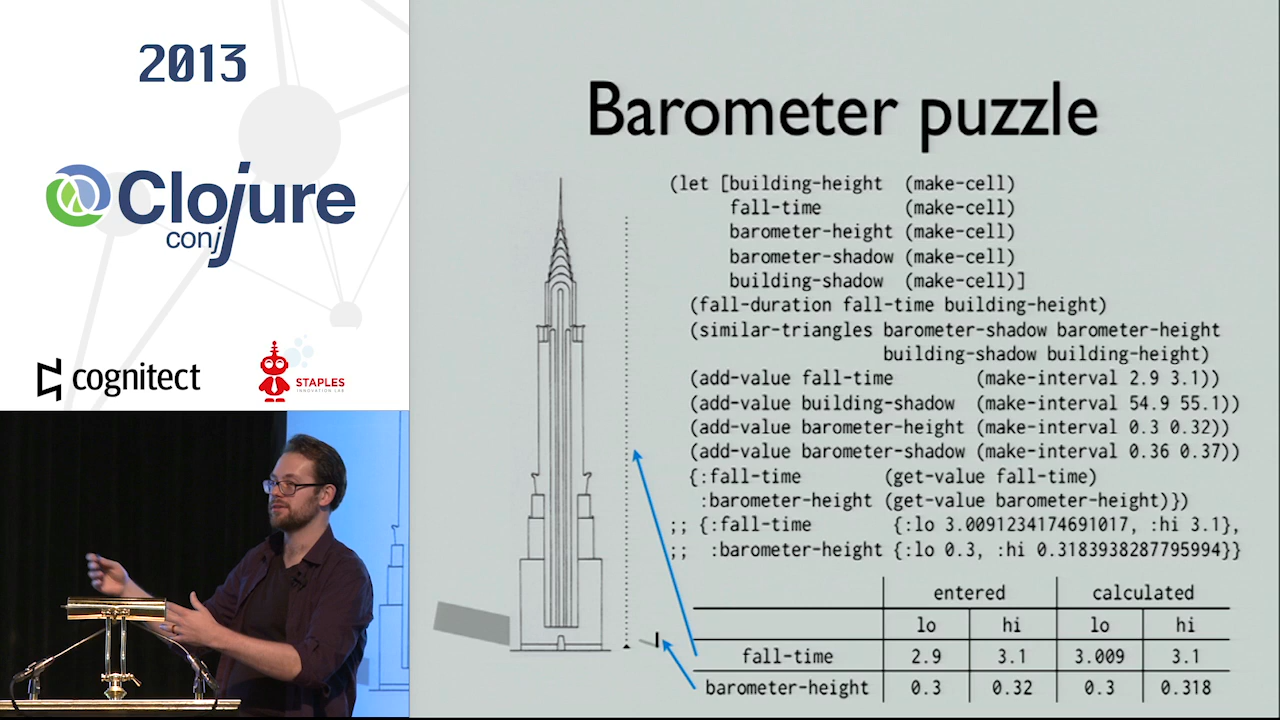 2013
Clojure
conj
cognitect
STAPLES
INNOVATION LAB
Barometer puzzle
(let [building-height (make-cell)
fall-time (make-cell)
barometer-height (make-cell)
barometer-shadow (make-cell)
building-shadow (make-cell)]
(fall-duration fall-time building-height)
(similar-triangles barometer-shadow barometer-height
building-shadow building-height)
(add-value fall-time (make-interval 2.9 3.1))
(add-value building-shadow (make-interval 54.9 55.1))
(add-value barometer-height (make-interval 0.3 0.32))
(add-value barometer-shadow (make-interval 0.36 0.37))
{:fall-time (get-value fall-time)
:barometer-height (get-value barometer-height)})
;; {:fall-time {:lo 3.0091234174691017, :hi 3.1},
;; :barometer-height {:lo 0.3, :hi 0.3183938287795994}}
entered calculated
lo hi lo hi
fall-time 2.9 3.1 3.009 3.1
barometer-height 0.3 0.32 0.3 0.318